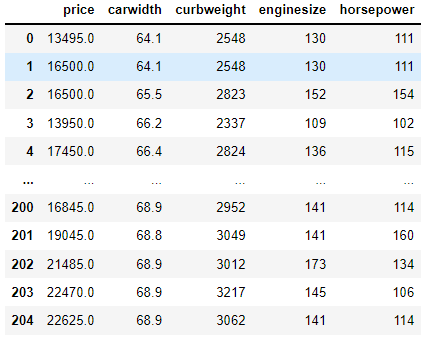 price carwidth curbweight enginesize horsepower
0 13495.0 64.1 2548 130 111
1 16500.0 64.1 2548 130 111
2 16500.0 65.5 2823 152 154
3 13950.0 66.2 2337 109 102
4 17450.0 66.4 2824 136 115
... ... ... ... ... ...
200 16845.0 68.9 2952 141 114
201 19045.0 68.8 3049 141 160
202 21485.0 68.9 3012 173 134
203 22470.0 68.9 3217 145 106
204 22625.0 68.9 3062 141 114